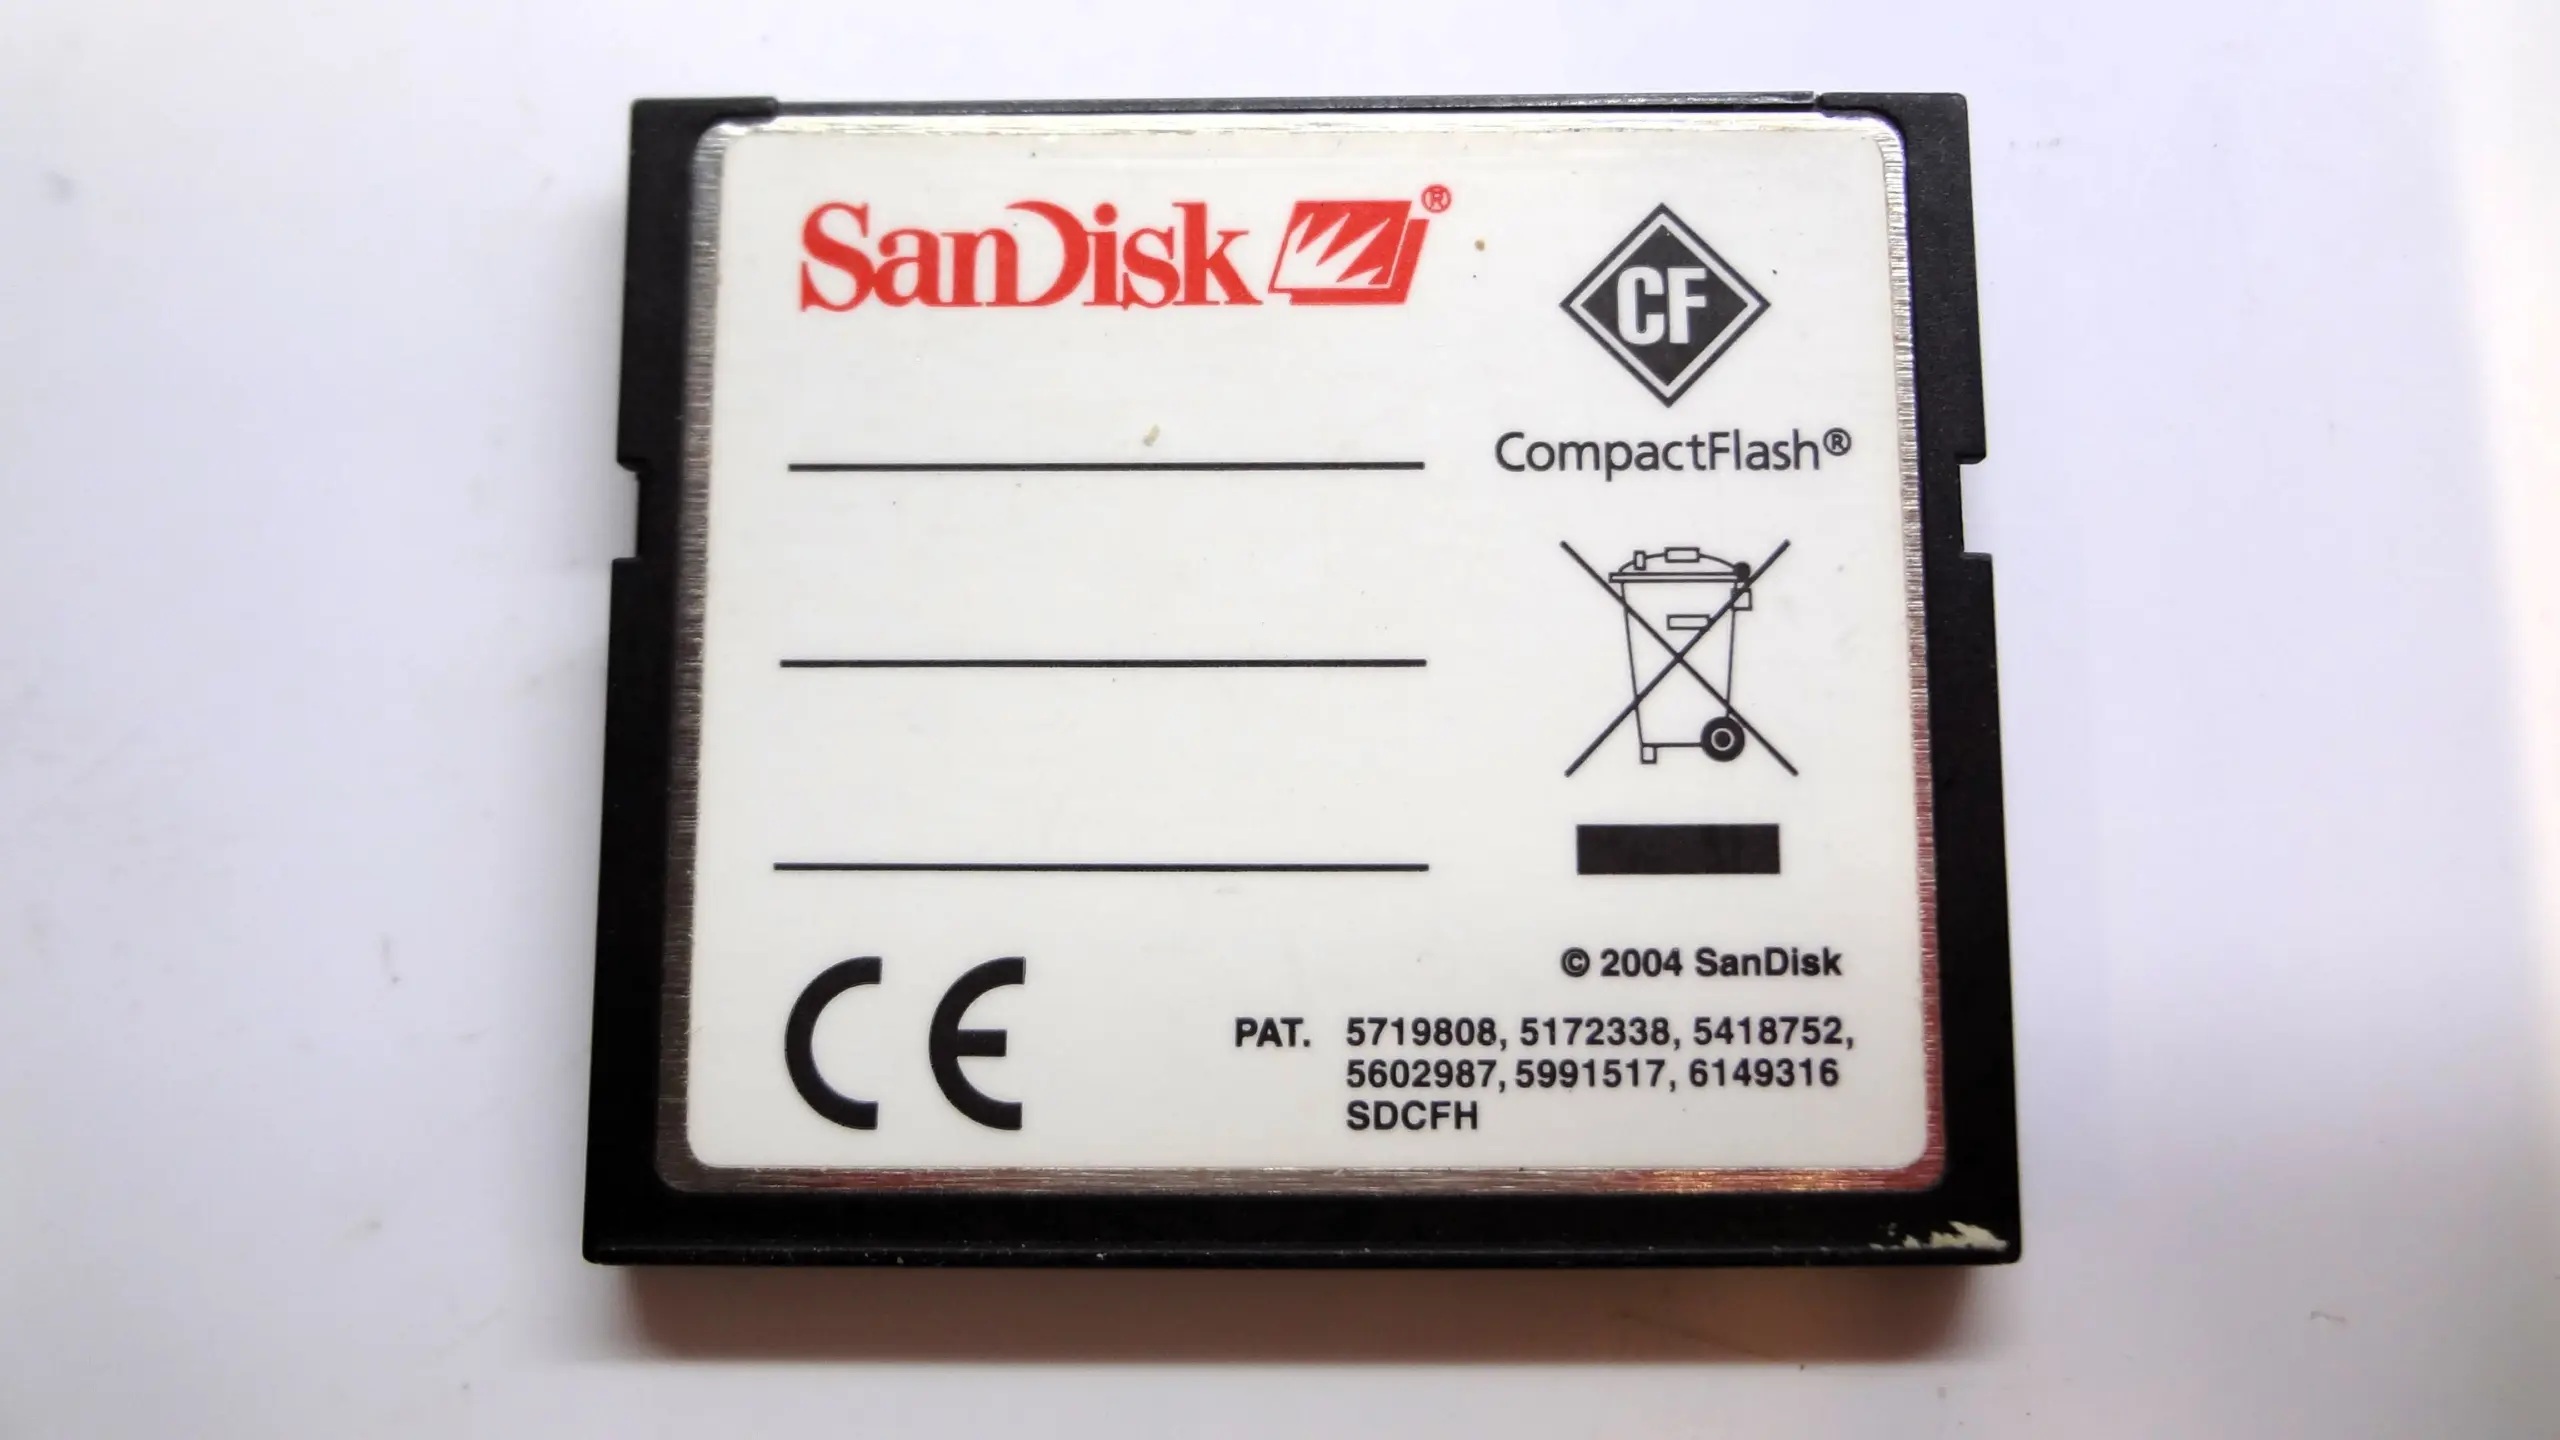 SanDisk®
CF
CompactFlash®
CE
© 2004 SanDisk
PAT. 5719808, 5172338, 5418752,
5602987, 5991517, 6149316
SDCFH